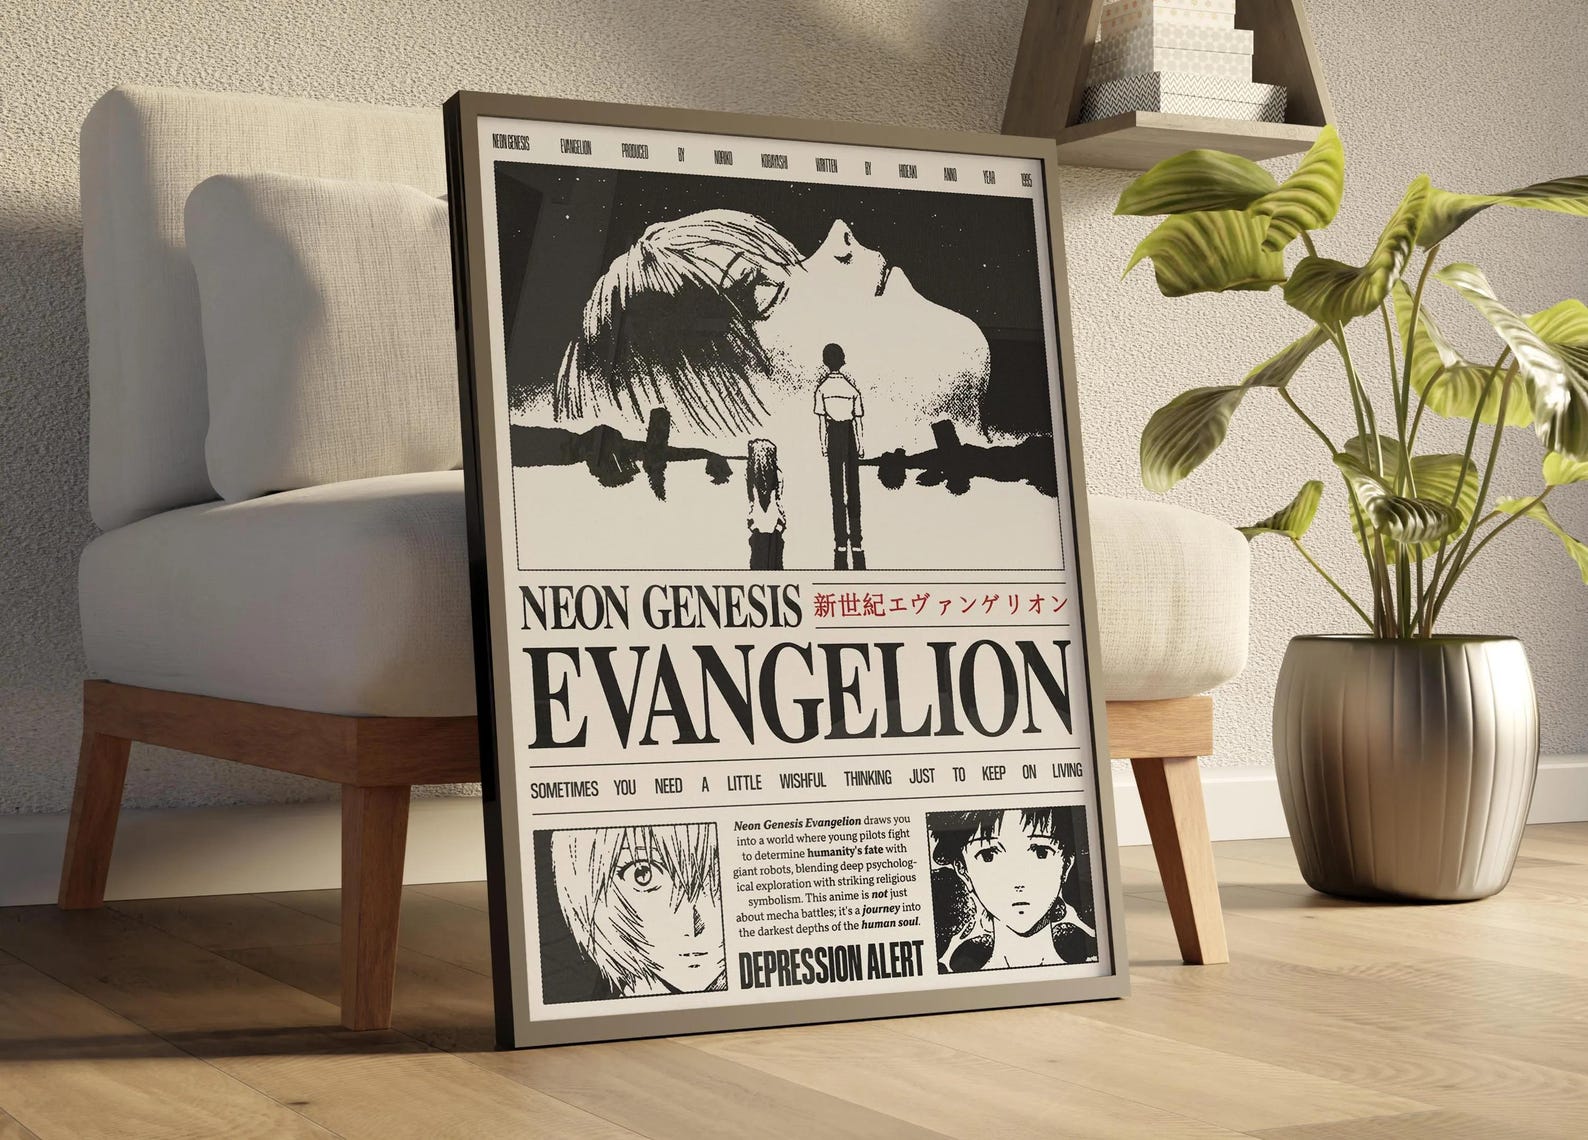 NEON GENESIS EVANGELION PRODUCED BY NORIKO KOBAYASHI WRITTEN BY HIDEAKI ANNO YEAR 1995
NEON GENESIS 新世紀エヴァンゲリオン
EVANGELION
SOMETIMES YOU NEED A LITTLE WISHFUL THINKING JUST TO KEEP ON LIVING
Neon Genesis Evangelion draws you
into a world where young pilots fight
to determine humanity's fate with
giant robots, blending deep psycholog-
ical exploration with striking religious
symbolism. This anime is not just
about mecha battles; it's a journey into
the darkest depths of the human soul.
DEPRESSION ALERT